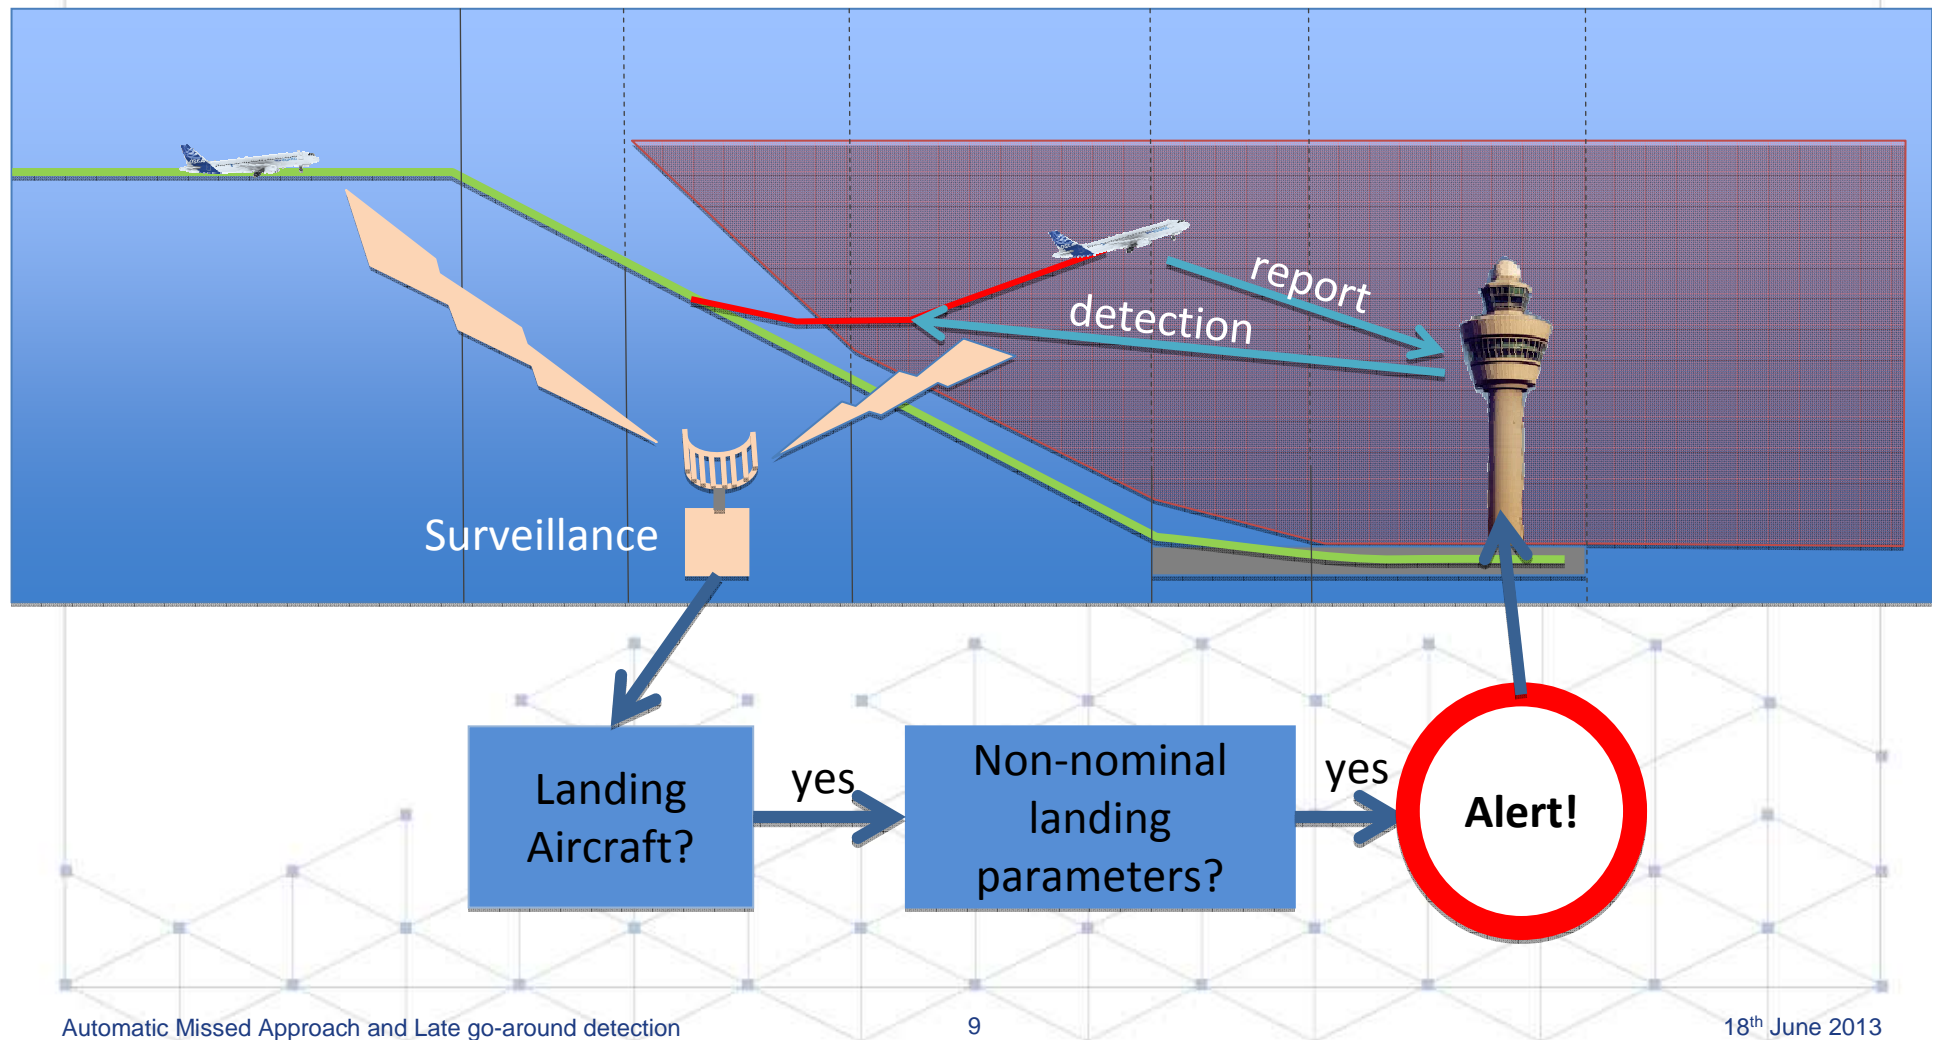 report
detection
Surveillance
Landing
Aircraft?
yes
Non-nominal
landing
parameters?
yes
Alert!
Automatic Missed Approach and Late go-around detection
9
18th June 2013